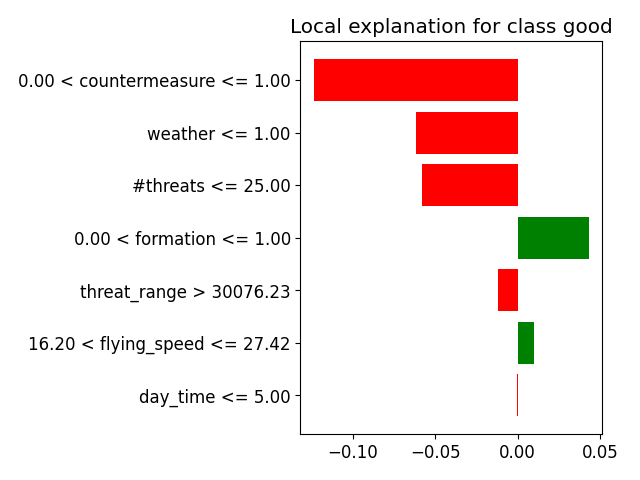 Local explanation for class good
0.00 < countermeasure <= 1.00
weather <= 1.00
#threats <= 25.00
0.00 < formation <= 1.00
threat_range > 30076.23
16.20 < flying_speed <= 27.42
day_time <= 5.00
−0.10 −0.05 0.00 0.05